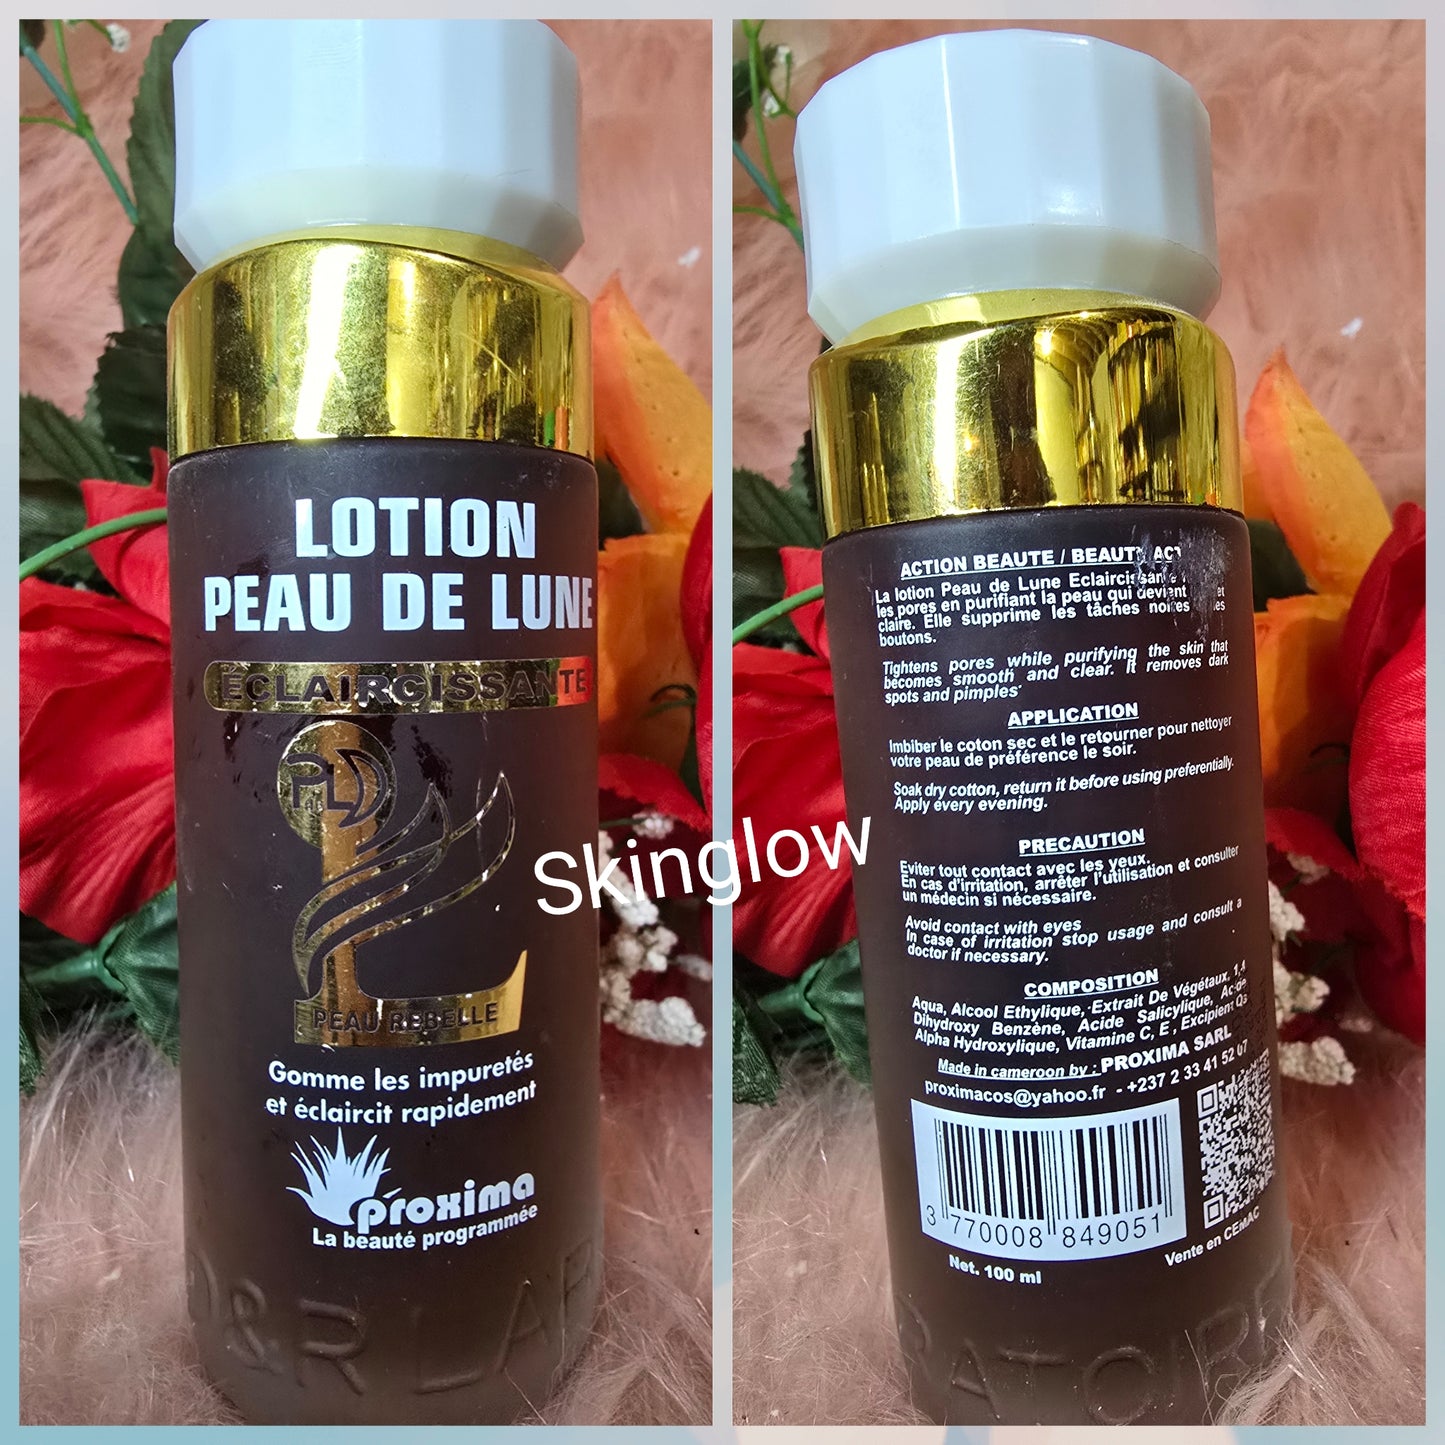 LOTION
PEAU DE LUNE
ÉCLAIRCISSANTE
PLD
PEAU REBELLE
Gomme les impuretés
et éclaircit rapidement
proxima
La beauté programmée
Skinglow
ACTION BEAUTE / BEAUTY
La lotion Peau de Lune Eclaircissante
les pores en purifiant la peau qui devient et
claire. Elle supprime les tâches noires les
boutons.
Tightens pores while purifying the skin that
becomes smooth and clear. It removes dark
spots and pimples
APPLICATION
Imbiber le coton sec et le retourner pour nettoyer
votre peau de préférence le soir.
Soak dry cotton, return it before using preferentially.
Apply every evening.
PRECAUTION
Eviter tout contact avec les yeux.
En cas d'irritation, arrêter l'utilisation et consulter
un médecin si nécessaire.
Avoid contact with eyes
In case of irritation stop usage and consult a
doctor if necessary.
COMPOSITION
Aqua, Alcool Ethylique, Extrait De Végétaux, 1,4
Dihydroxy Benzène, Acide Salicylique, Acide
Alpha Hydroxylique, Vitamine C, E, Excipient Qs
Made in cameroon by : PROXIMA SARL
proximacos@yahoo.fr - +237 2 33 41 52 07
3 770008 849051
Net. 100 ml
Vente en CEMAC